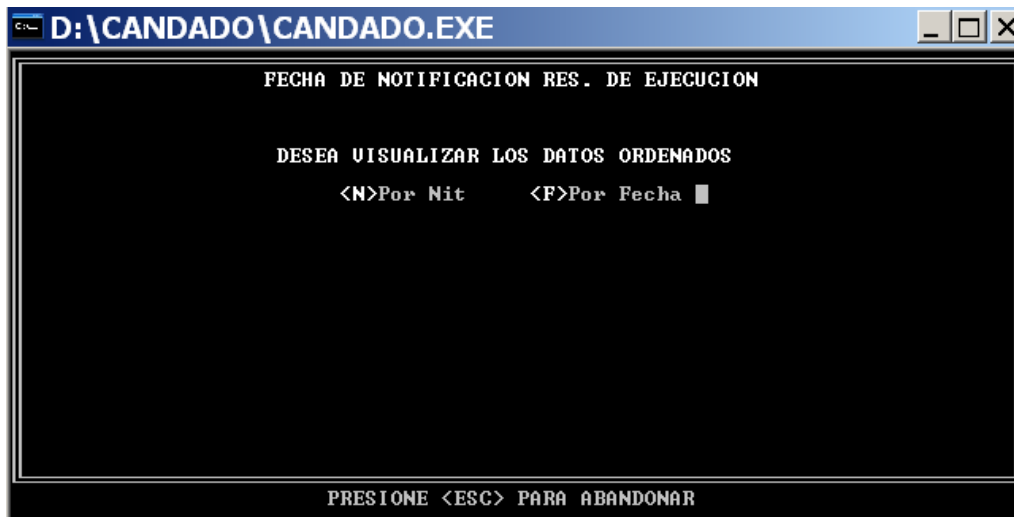 D:\CANDADO\CANDADO.EXE
FECHA DE NOTIFICACION RES. DE EJECUCION
DESEA VISUALIZAR LOS DATOS ORDENADOS
<N>Por Nit <F>Por Fecha
PRESIONE <ESC> PARA ABANDONAR